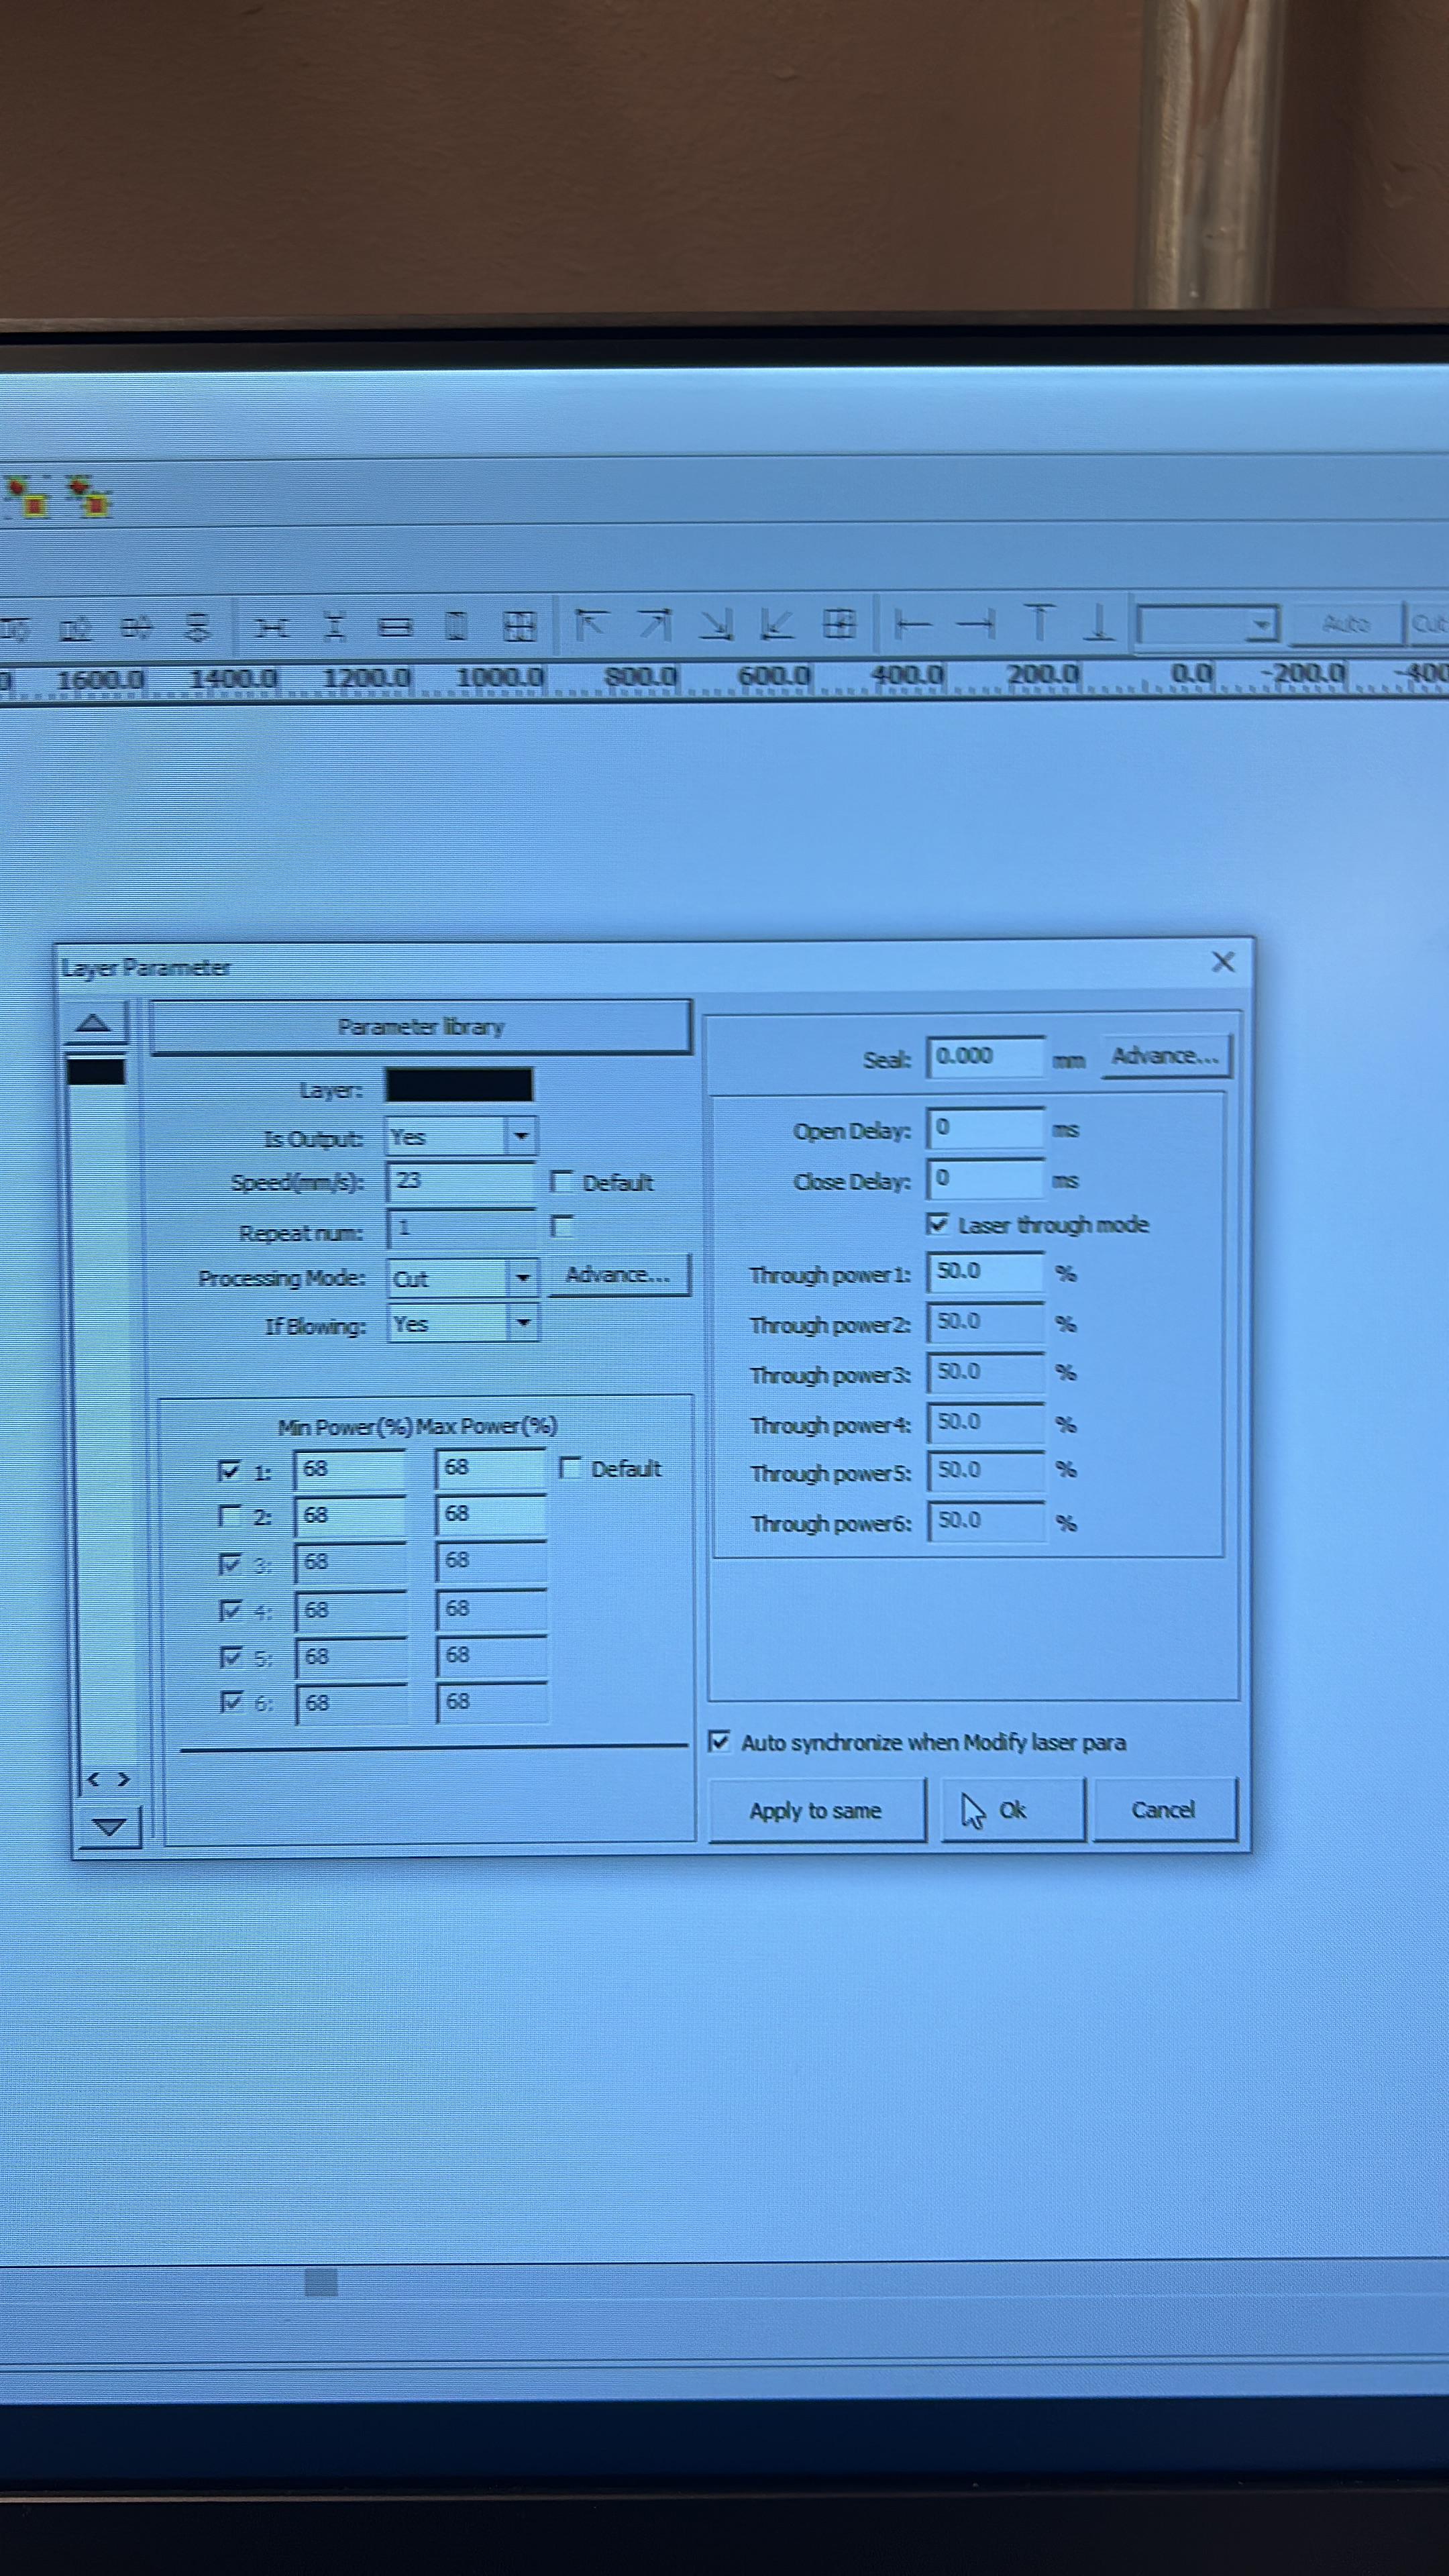 Auto
Cut
1600.0 1400.0 1200.0 1000.0 800.0 600.0 400.0 200.0 0.0 -200.0 -400
Layer Parameter
Parameter library
Layer:
Is Output: Yes
Speed(mm/s): 23 Default
Repeat num: 1
Processing Mode: Cut Advance...
If Blowing: Yes
Min Power(%) Max Power(%)
1: 68 68 Default
2: 68 68
3: 68 68
4: 68 68
5: 68 68
6: 68 68
Seal: 0.000 mm Advance...
Open Delay: 0 ms
Close Delay: 0 ms
Laser through mode
Through power1: 50.0 %
Through power2: 50.0 %
Through power3: 50.0 %
Through power4: 50.0 %
Through power5: 50.0 %
Through power6: 50.0 %
Auto synchronize when Modify laser para
Apply to same Ok Cancel